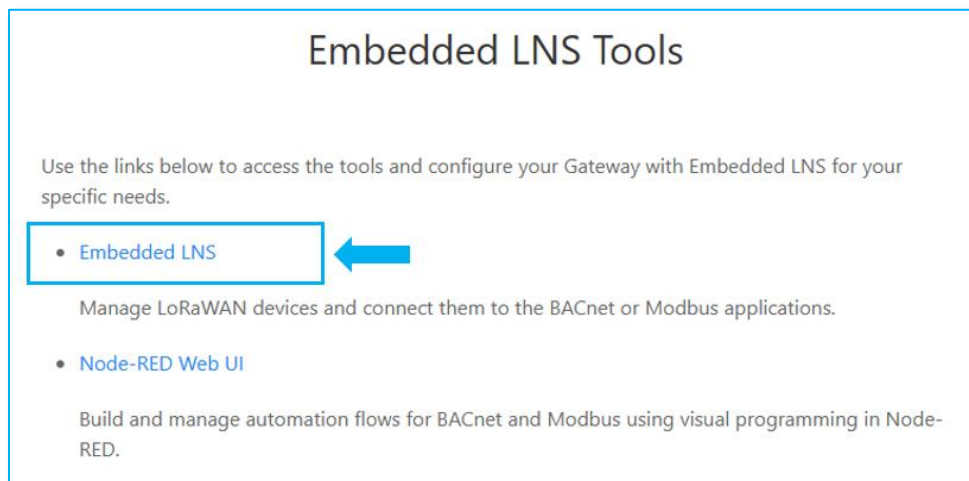 Embedded LNS Tools
Use the links below to access the tools and configure your Gateway with Embedded LNS for your
specific needs.
• Embedded LNS
Manage LoRaWAN devices and connect them to the BACnet or Modbus applications.
• Node-RED Web UI
Build and manage automation flows for BACnet and Modbus using visual programming in Node-
RED.